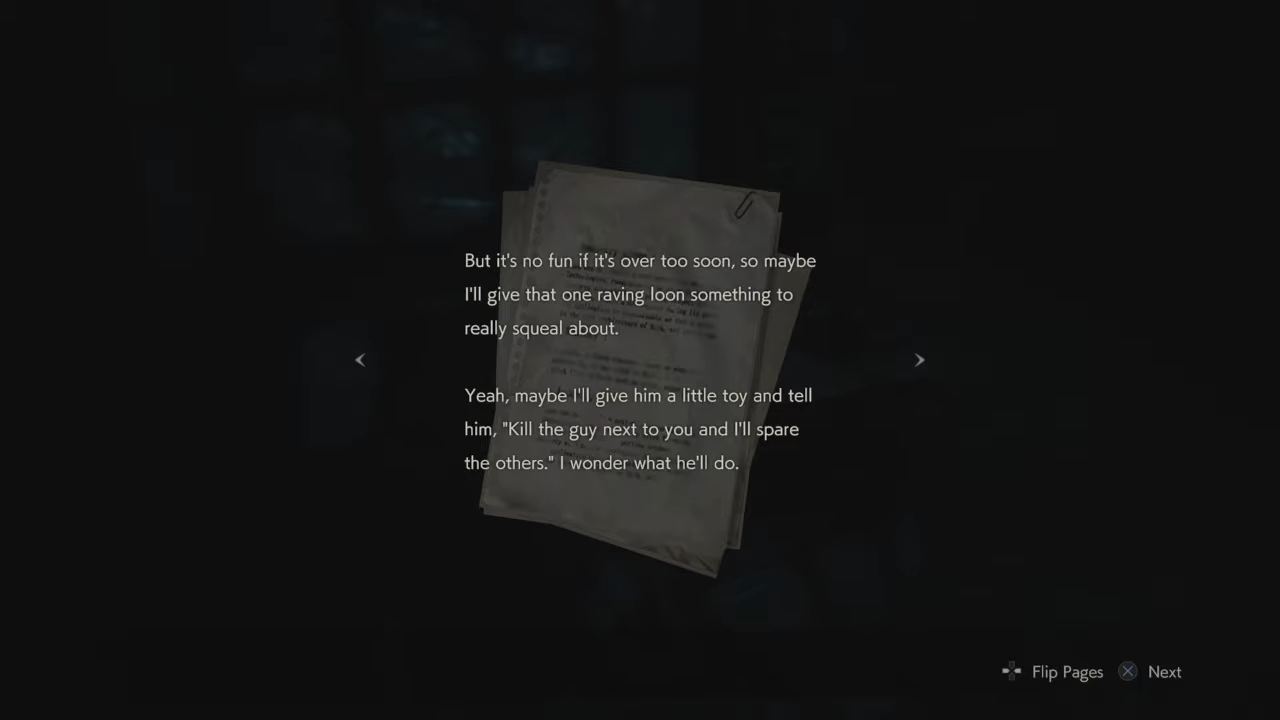 But it's no fun if it's over too soon, so maybe
I'll give that one raving loon something to
really squeal about.
Yeah, maybe I'll give him a little toy and tell
him, "Kill the guy next to you and I'll spare
the others." I wonder what he'll do.
Flip Pages
Next